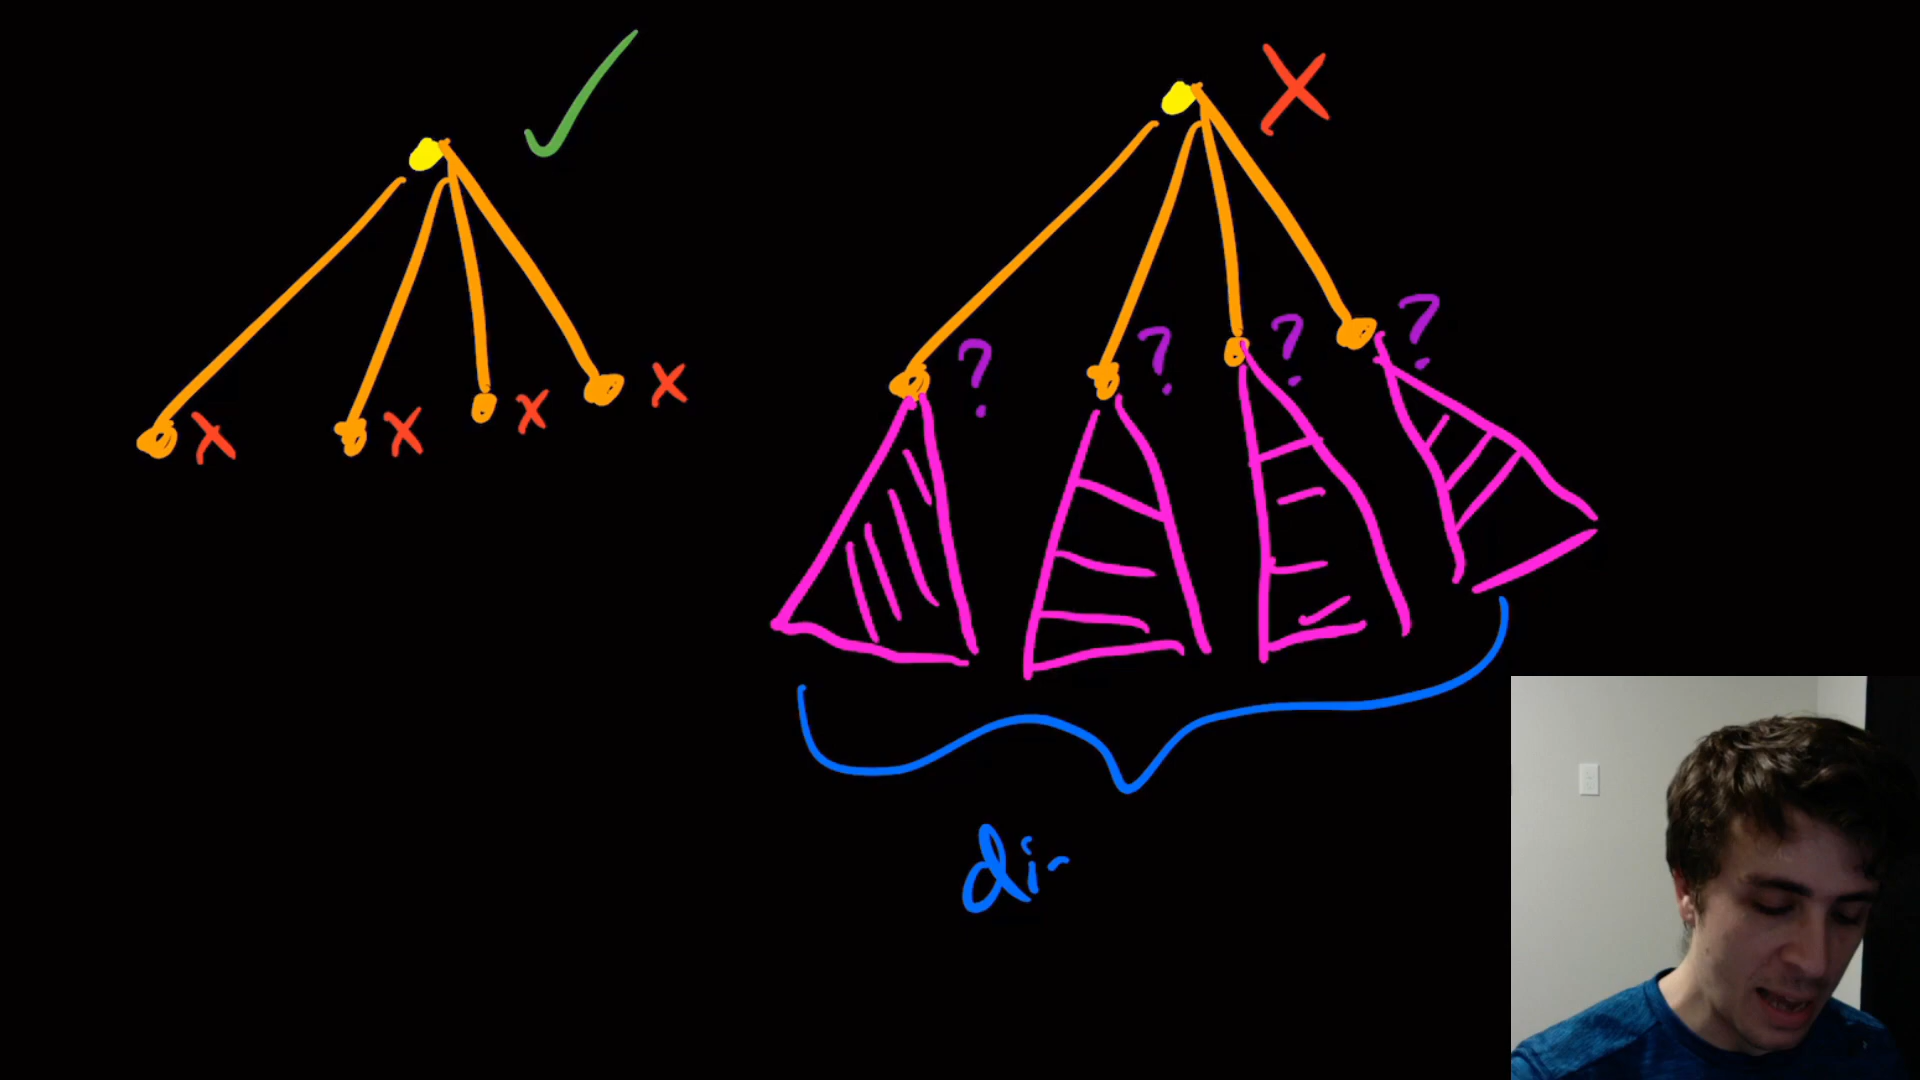 ✓
X
? ? ? ?
X X X X
di